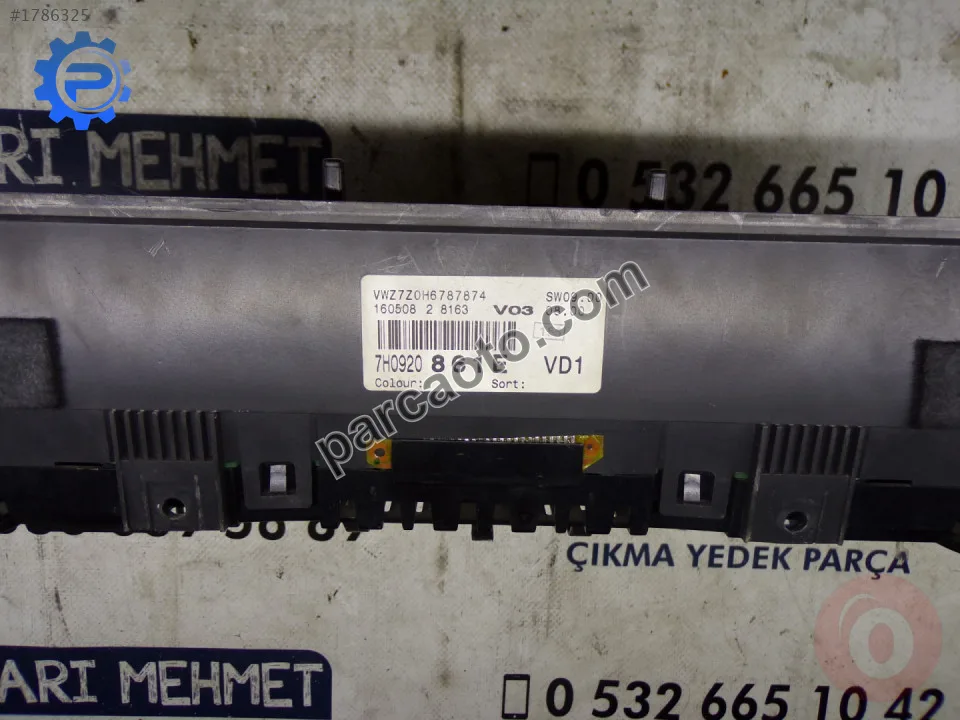 #1786325
P
ARI MEHMET
0 532 665 10
VWZ7Z0H6787874
160508 2 8163
V03
7H0920
VD1
Colour:
Sort:
parcaoto.com
ÇIKMA YEDEK PARÇA
ARI MEHMET
0 532 665 10 42